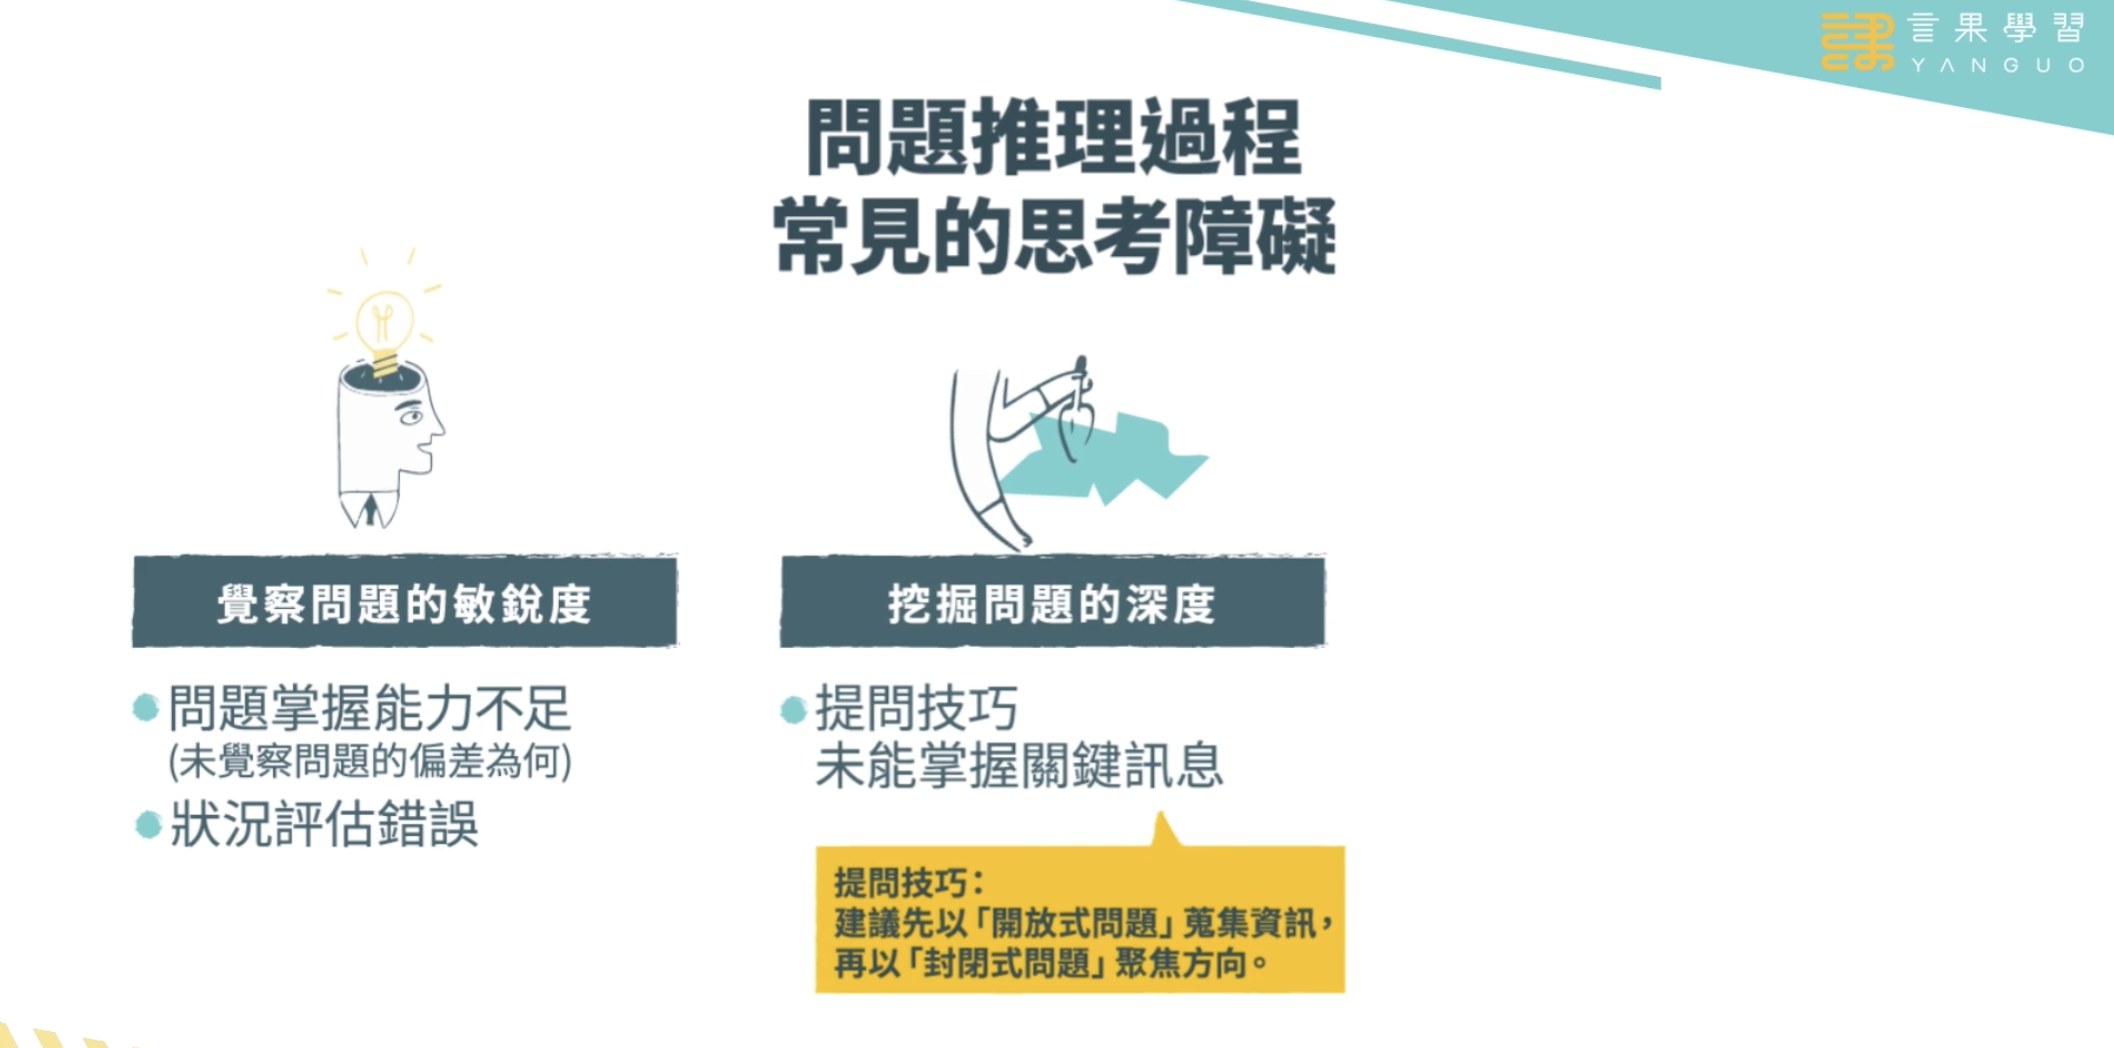 言果學習
YANGUO
問題推理過程
常見的思考障礙
覺察問題的敏銳度
問題掌握能力不足
(未覺察問題的偏差為何)
狀況評估錯誤
挖掘問題的深度
提問技巧
未能掌握關鍵訊息
提問技巧：
建議先以「開放式問題」蒐集資訊，
再以「封閉式問題」聚焦方向。